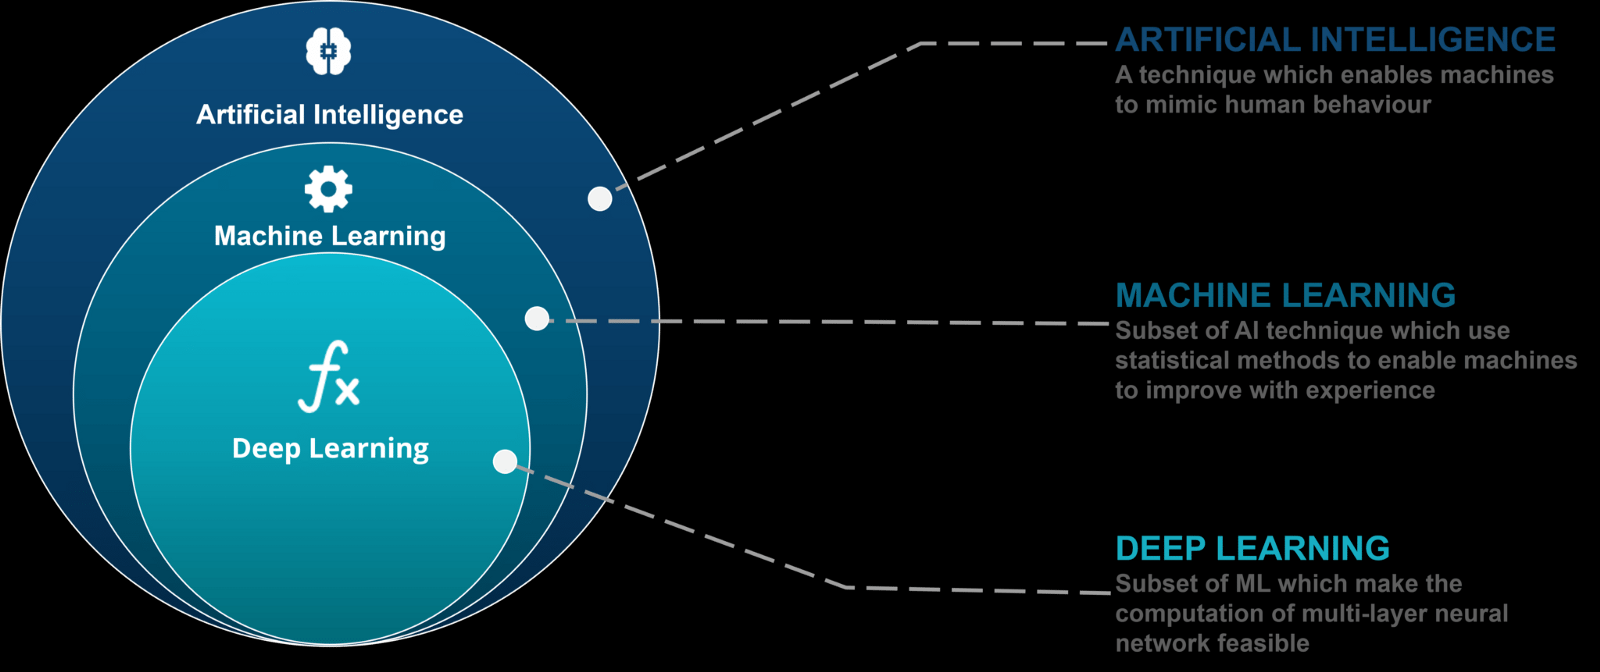 Artificial Intelligence
Machine Learning
fx
Deep Learning
ARTIFICIAL INTELLIGENCE
A technique which enables machines
to mimic human behaviour
MACHINE LEARNING
Subset of AI technique which use
statistical methods to enable machines
to improve with experience
DEEP LEARNING
Subset of ML which make the
computation of multi-layer neural
network feasible